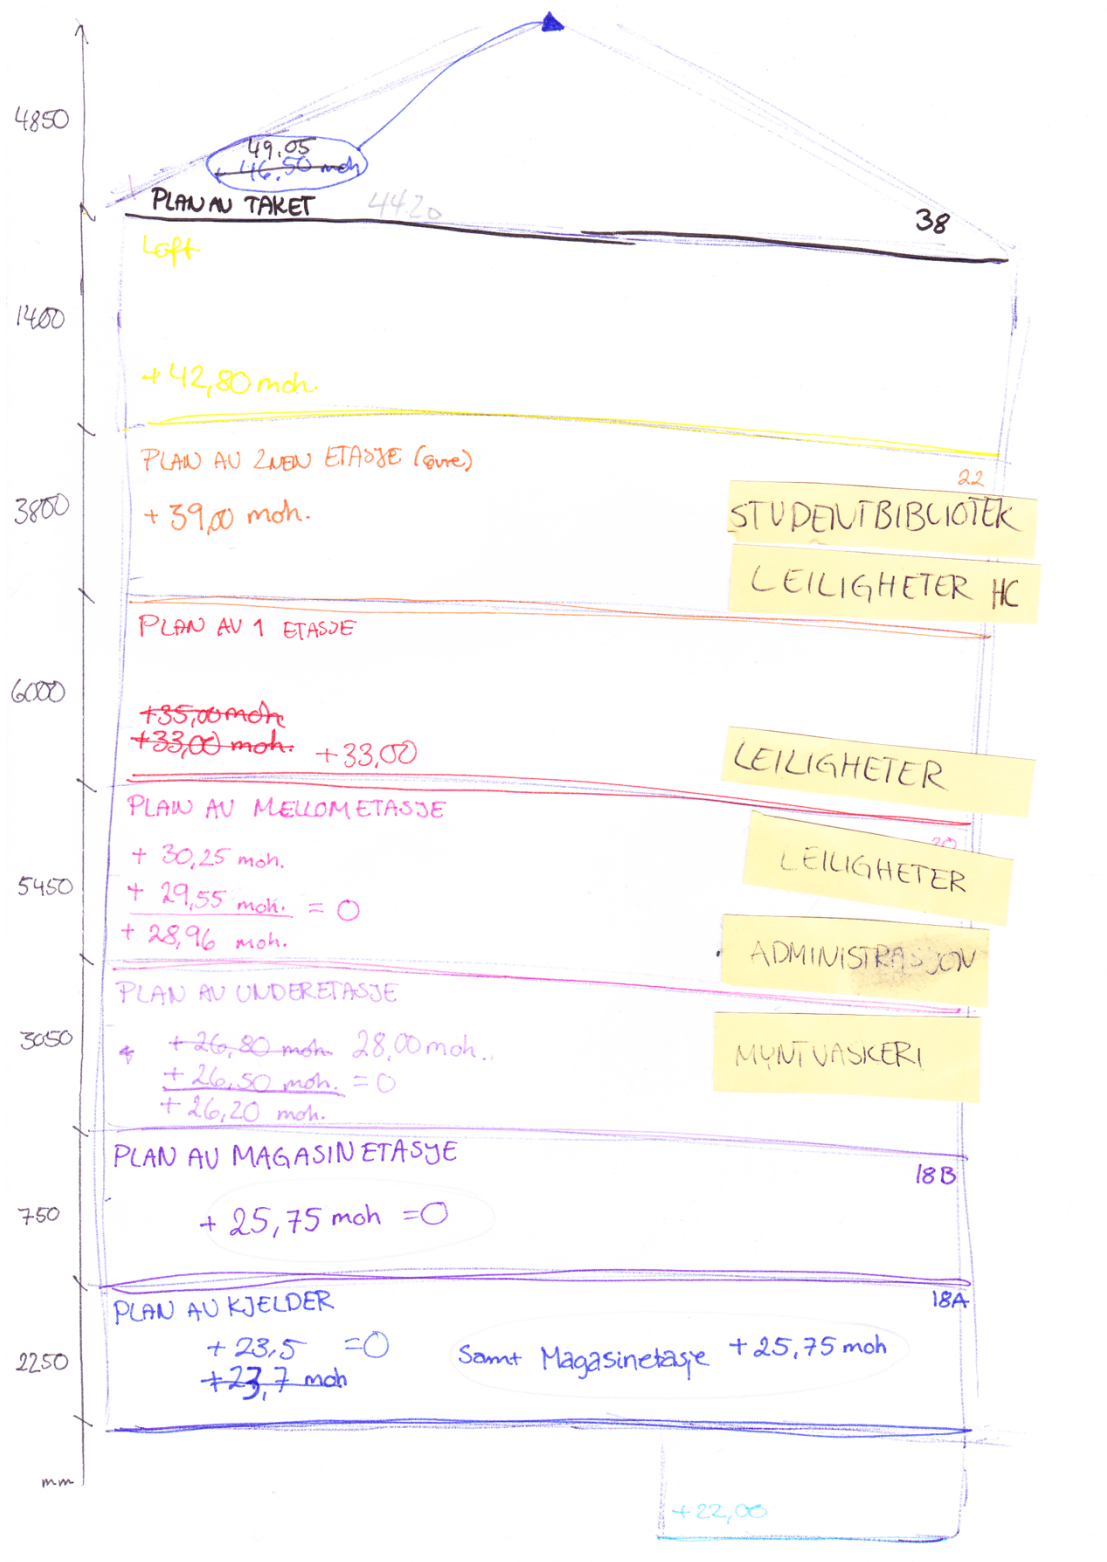 4850
49,05
+ 46,50 moh
PLAN AV TAKET
4420
38
Loft
1400
+ 42,80 moh.
PLAN AV 2NEN ETASJE (øvre)
22
3800
+ 39,00 moh.
STUDENTBIBLIOTEK
LEILIGHETER HC
PLAN AV 1 ETASJE
6000
+35,00 moh
+33,00 moh. +33,00
LEILIGHETER
PLAN AV MELLOMETASJE
20
+ 30,25 moh.
LEILIGHETER
5450
+ 29,55 moh. = 0
+ 28,96 moh.
ADMINISTRASJON
PLAN AV UNDERETASJE
3050
+ 26,80 moh. 28,00 moh.
MYNTVASKERI
+ 26,50 moh. = 0
+ 26,20 moh.
PLAN AV MAGASINETASJE
18B
750
+ 25,75 moh = 0
PLAN AV KJELDER
18A
+ 23,5 = 0
Samt Magasinetasje + 25,75 moh
2250
+23,7 moh
mm
+22,00